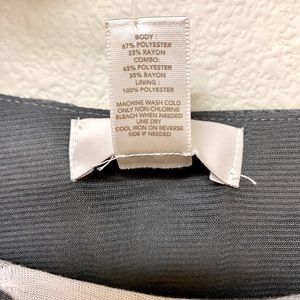 BODY:
67% POLYESTER
33% RAYON
COMBO:
65% POLYESTER
35% RAYON
LINING:
100% POLYESTER
MACHINE WASH COLD
ONLY NON-CHLORINE
BLEACH WHEN NEEDED
LINE DRY
COOL IRON ON REVERSE
SIDE IF NEEDED